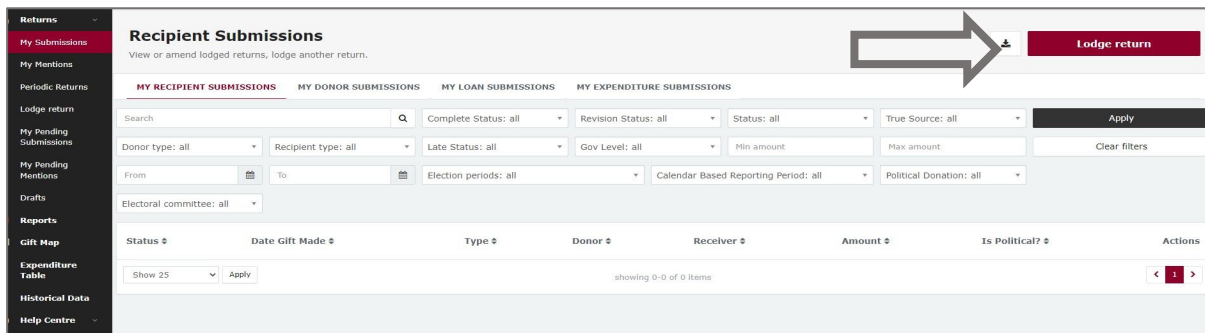 Returns
My Submissions
My Mentions
Periodic Returns
Lodge return
My Pending
Submissions
My Pending
Mentions
Drafts
Reports
Gift Map
Expenditure
Table
Historical Data
Help Centre
Recipient Submissions
View or amend lodged returns, lodge another return.
Lodge return
MY RECIPIENT SUBMISSIONS MY DONOR SUBMISSIONS MY LOAN SUBMISSIONS MY EXPENDITURE SUBMISSIONS
Search Complete Status: all Revision Status: all Status: all True Source: all Apply
Donor type: all Recipient type: all Late Status: all Gov Level: all Min amount Max amount Clear filters
From To Election periods: all Calendar Based Reporting Period: all Political Donation: all
Electoral committee: all
Status Date Gift Made Type Donor Receiver Amount Is Political? Actions
Show 25 Apply showing 0-0 of 0 items < 1 >